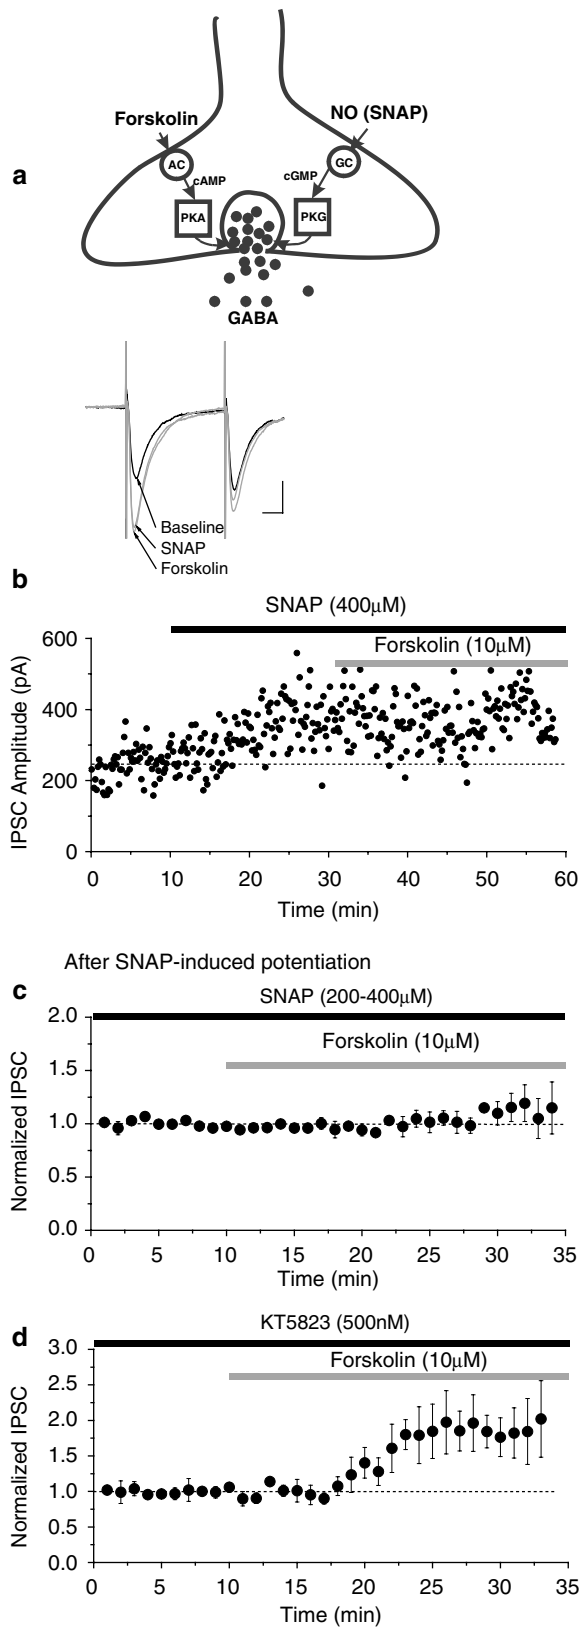 a
Forskolin
NO (SNAP)
AC
GC
cAMP
cGMP
PKA
PKG
GABA
Baseline
SNAP
Forskolin
b
SNAP (400μM)
Forskolin (10μM)
IPSC Amplitude (pA)
600
400
200
0
0 10 20 30 40 50 60
Time (min)
After SNAP-induced potentiation
c
SNAP (200-400μM)
Forskolin (10μM)
Normalized IPSC
2.0
1.5
1.0
0.5
0.0
0 5 10 15 20 25 30 35
Time (min)
d
KT5823 (500nM)
Forskolin (10μM)
Normalized IPSC
3.0
2.5
2.0
1.5
1.0
0.5
0.0
0 5 10 15 20 25 30 35
Time (min)